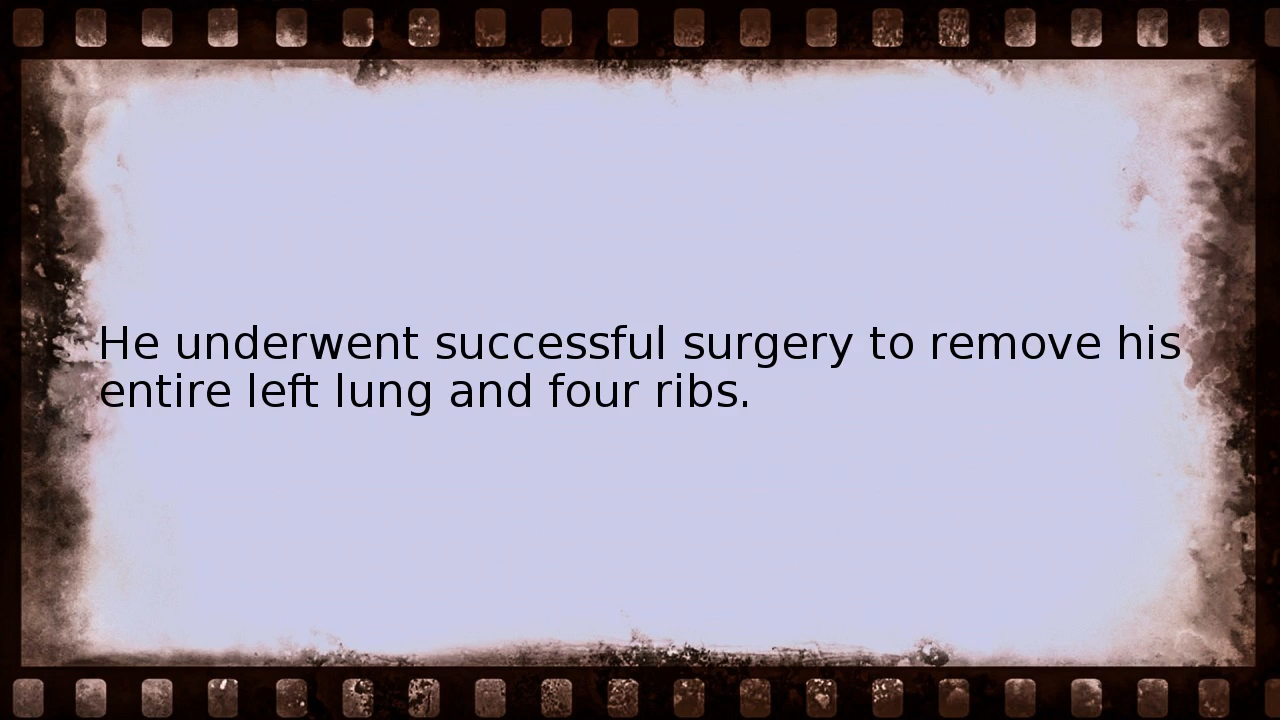 He underwent successful surgery to remove his
entire left lung and four ribs.